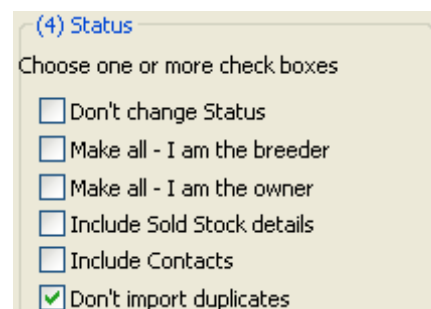 (4) Status
Choose one or more check boxes
Don't change Status
Make all - I am the breeder
Make all - I am the owner
Include Sold Stock details
Include Contacts
Don't import duplicates